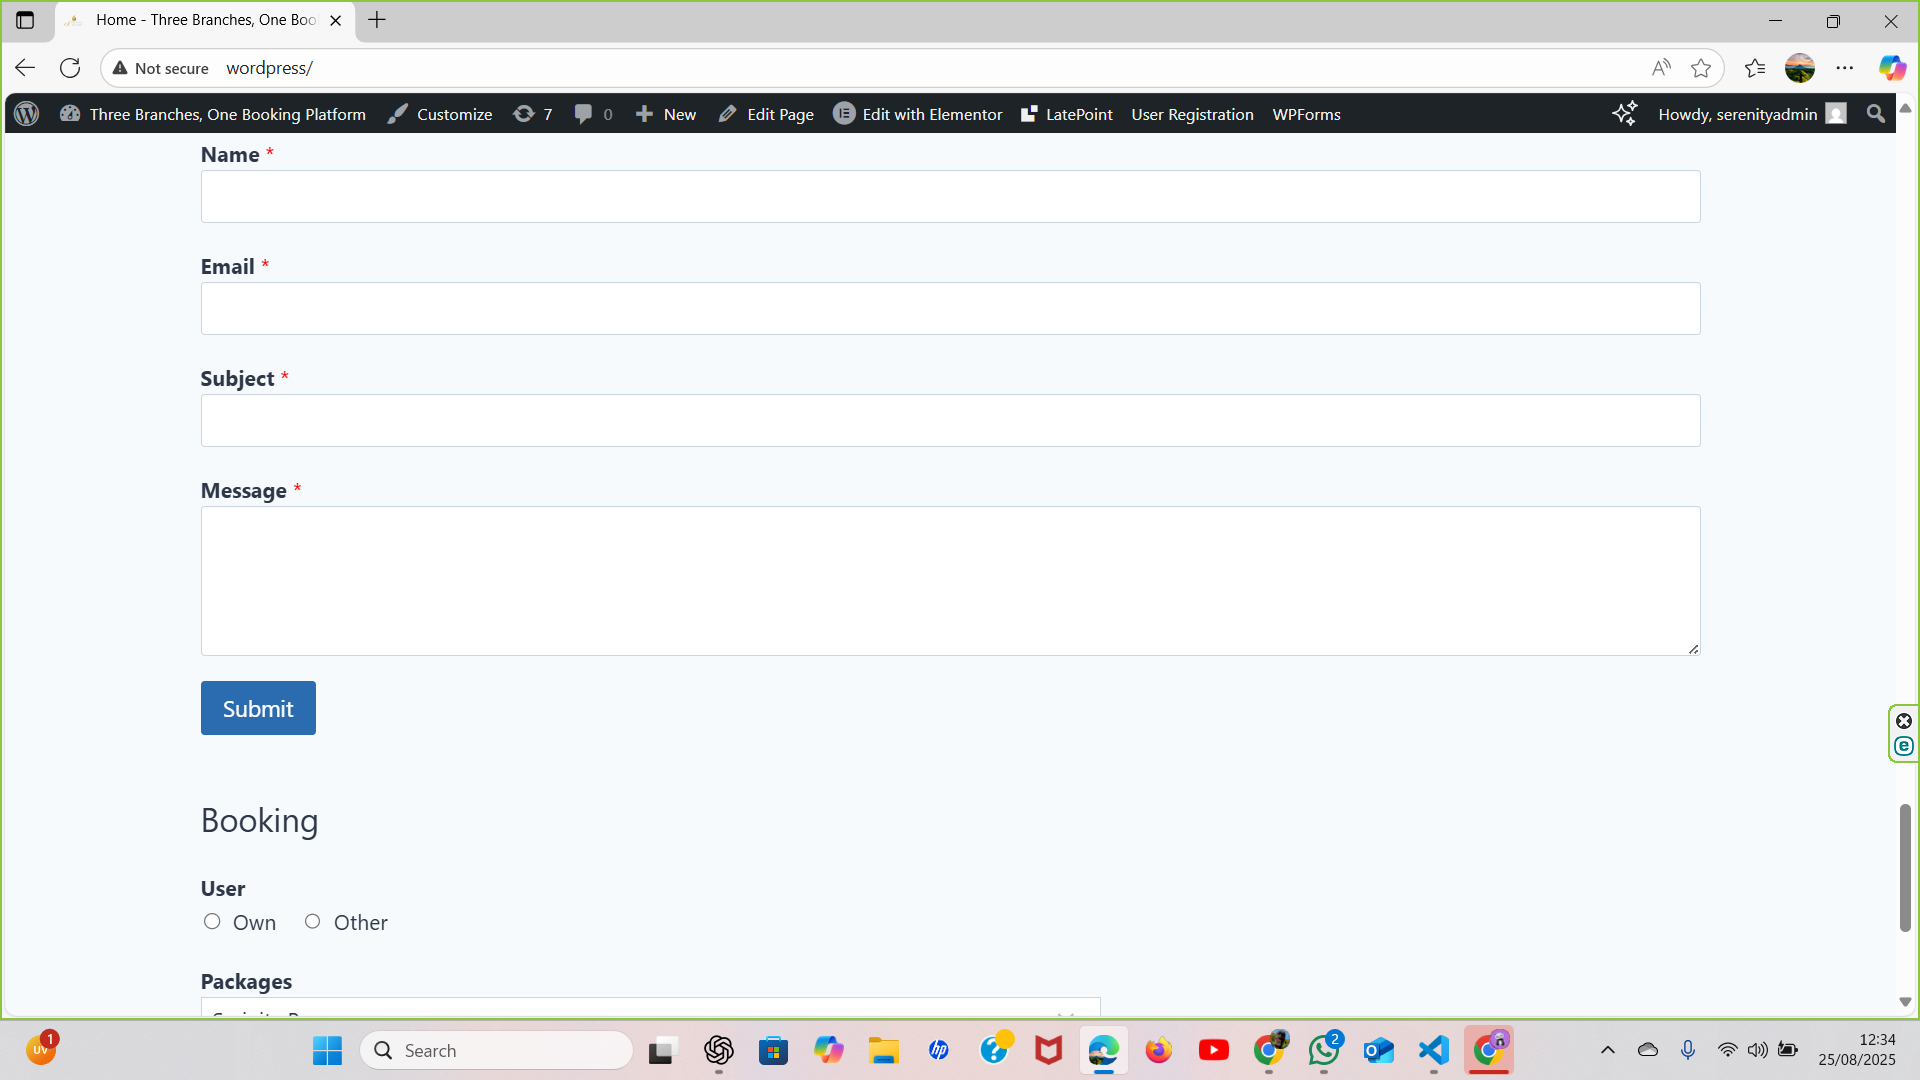 Home - Three Branches, One Boo
Not secure wordpress/
Three Branches, One Booking Platform Customize 7 0 New Edit Page Edit with Elementor LatePoint User Registration WPForms Howdy, serenityadmin
Name *
Email *
Subject *
Message *
Submit
Booking
User
Own Other
Packages
UV 1 Search hp 2 12:34
25/08/2025